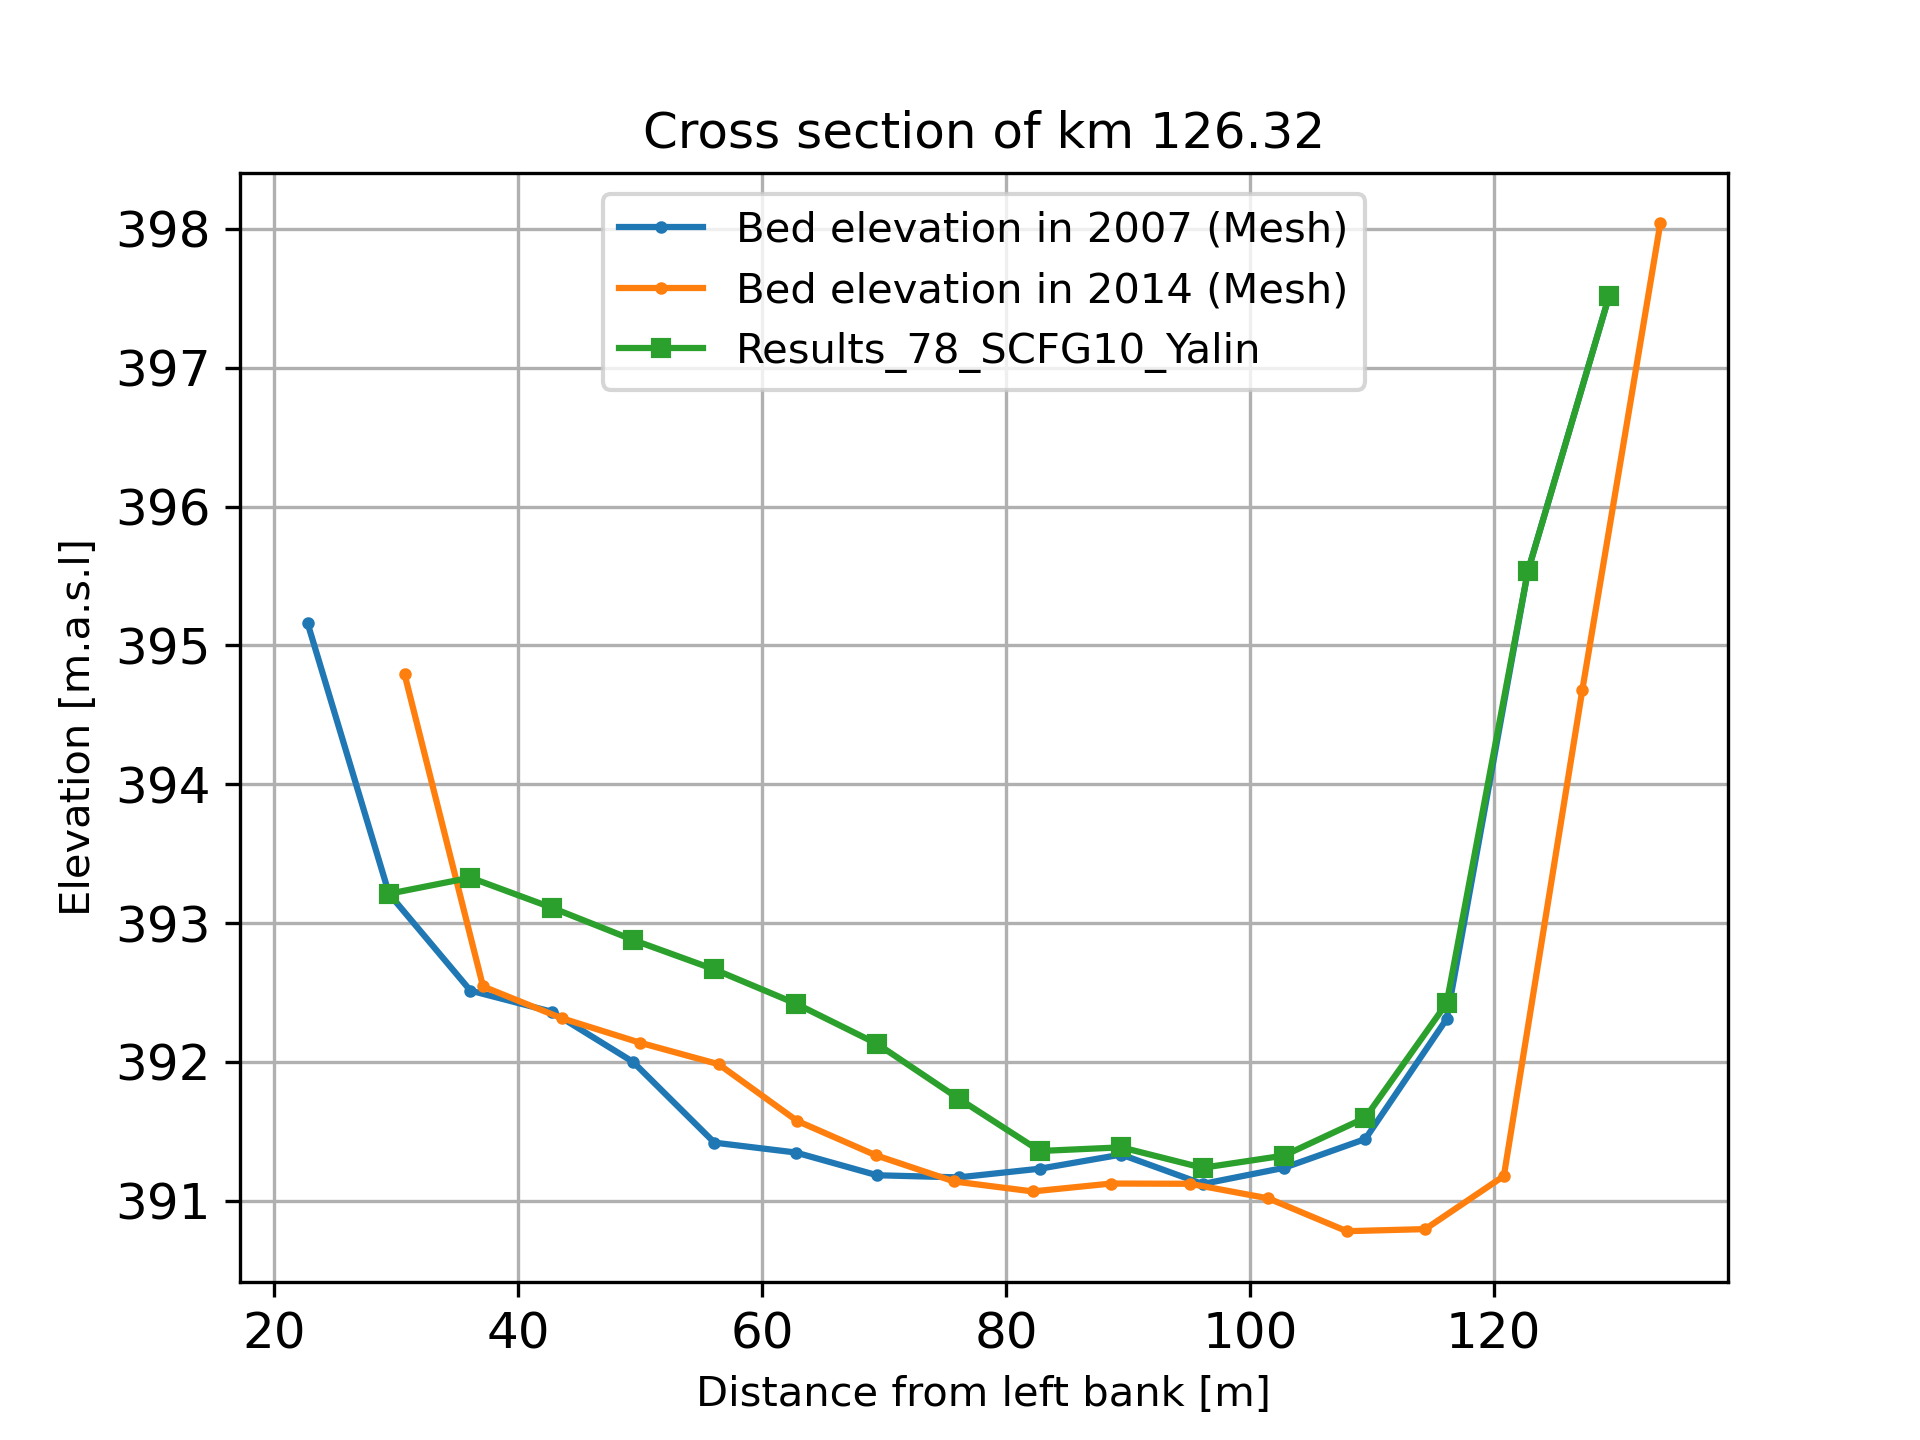 Cross section of km 126.32
Bed elevation in 2007 (Mesh)
Bed elevation in 2014 (Mesh)
Results_78_SCFG10_Yalin
398
397
396
395
394
393
392
391
Elevation [m.a.s.l]
20 40 60 80 100 120
Distance from left bank [m]